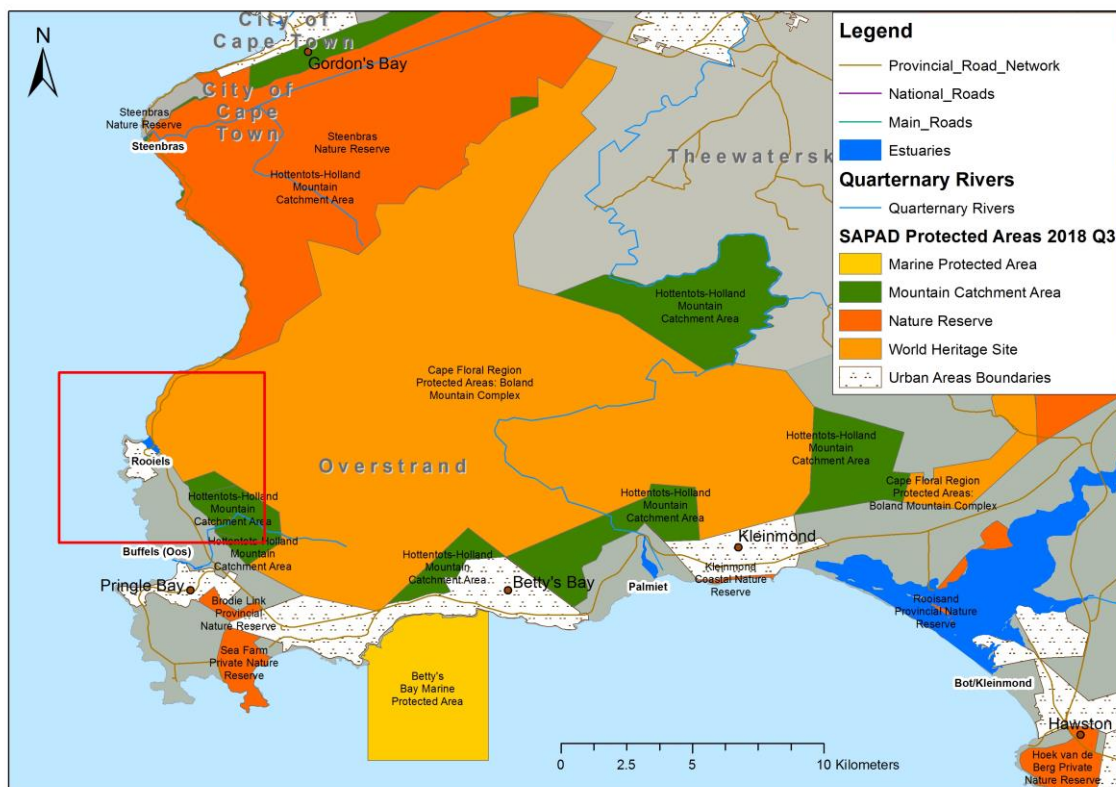 City of
Cape Town
Gordon's Bay
City of
Cape
Town
Steenbras
Nature Reserve
Steenbras
Steenbras
Nature Reserve
Hottentots-Holland
Mountain
Catchment Area
Theewatersk
Hottentots-Holland
Mountain
Catchment Area
Cape Floral Region
Protected Areas: Boland
Mountain Complex
Overstrand
Rooiels
Hottentots-Holland
Mountain
Catchment Area
Hottentots-Holland
Mountain
Catchment Area
Buffels (Oos)
Pringle Bay
Brodie Link
Provincial
Nature Reserve
Sea Farm
Private Nature
Reserve
Hottentots-Holland
Mountain
Catchment Area
Betty's Bay
Betty's
Bay Marine
Protected Area
Hottentots-Holland
Mountain
Catchment Area
Palmiet
Kleinmond
Kleinmond
Coastal Nature
Reserve
Hottentots-Holland
Mountain
Catchment Area
Cape Floral Region
Protected Areas:
Boland Mountain Complex
Rooisand
Provincial Nature
Reserve
Bot/Kleinmond
Hawston
Hoek van de
Berg Private
Nature Reserve
N
0 2.5 5 10 Kilometers
Legend
Provincial_Road_Network
National_Roads
Main_Roads
Estuaries
Quarternary Rivers
Quarternary Rivers
SAPAD Protected Areas 2018 Q3
Marine Protected Area
Mountain Catchment Area
Nature Reserve
World Heritage Site
Urban Areas Boundaries